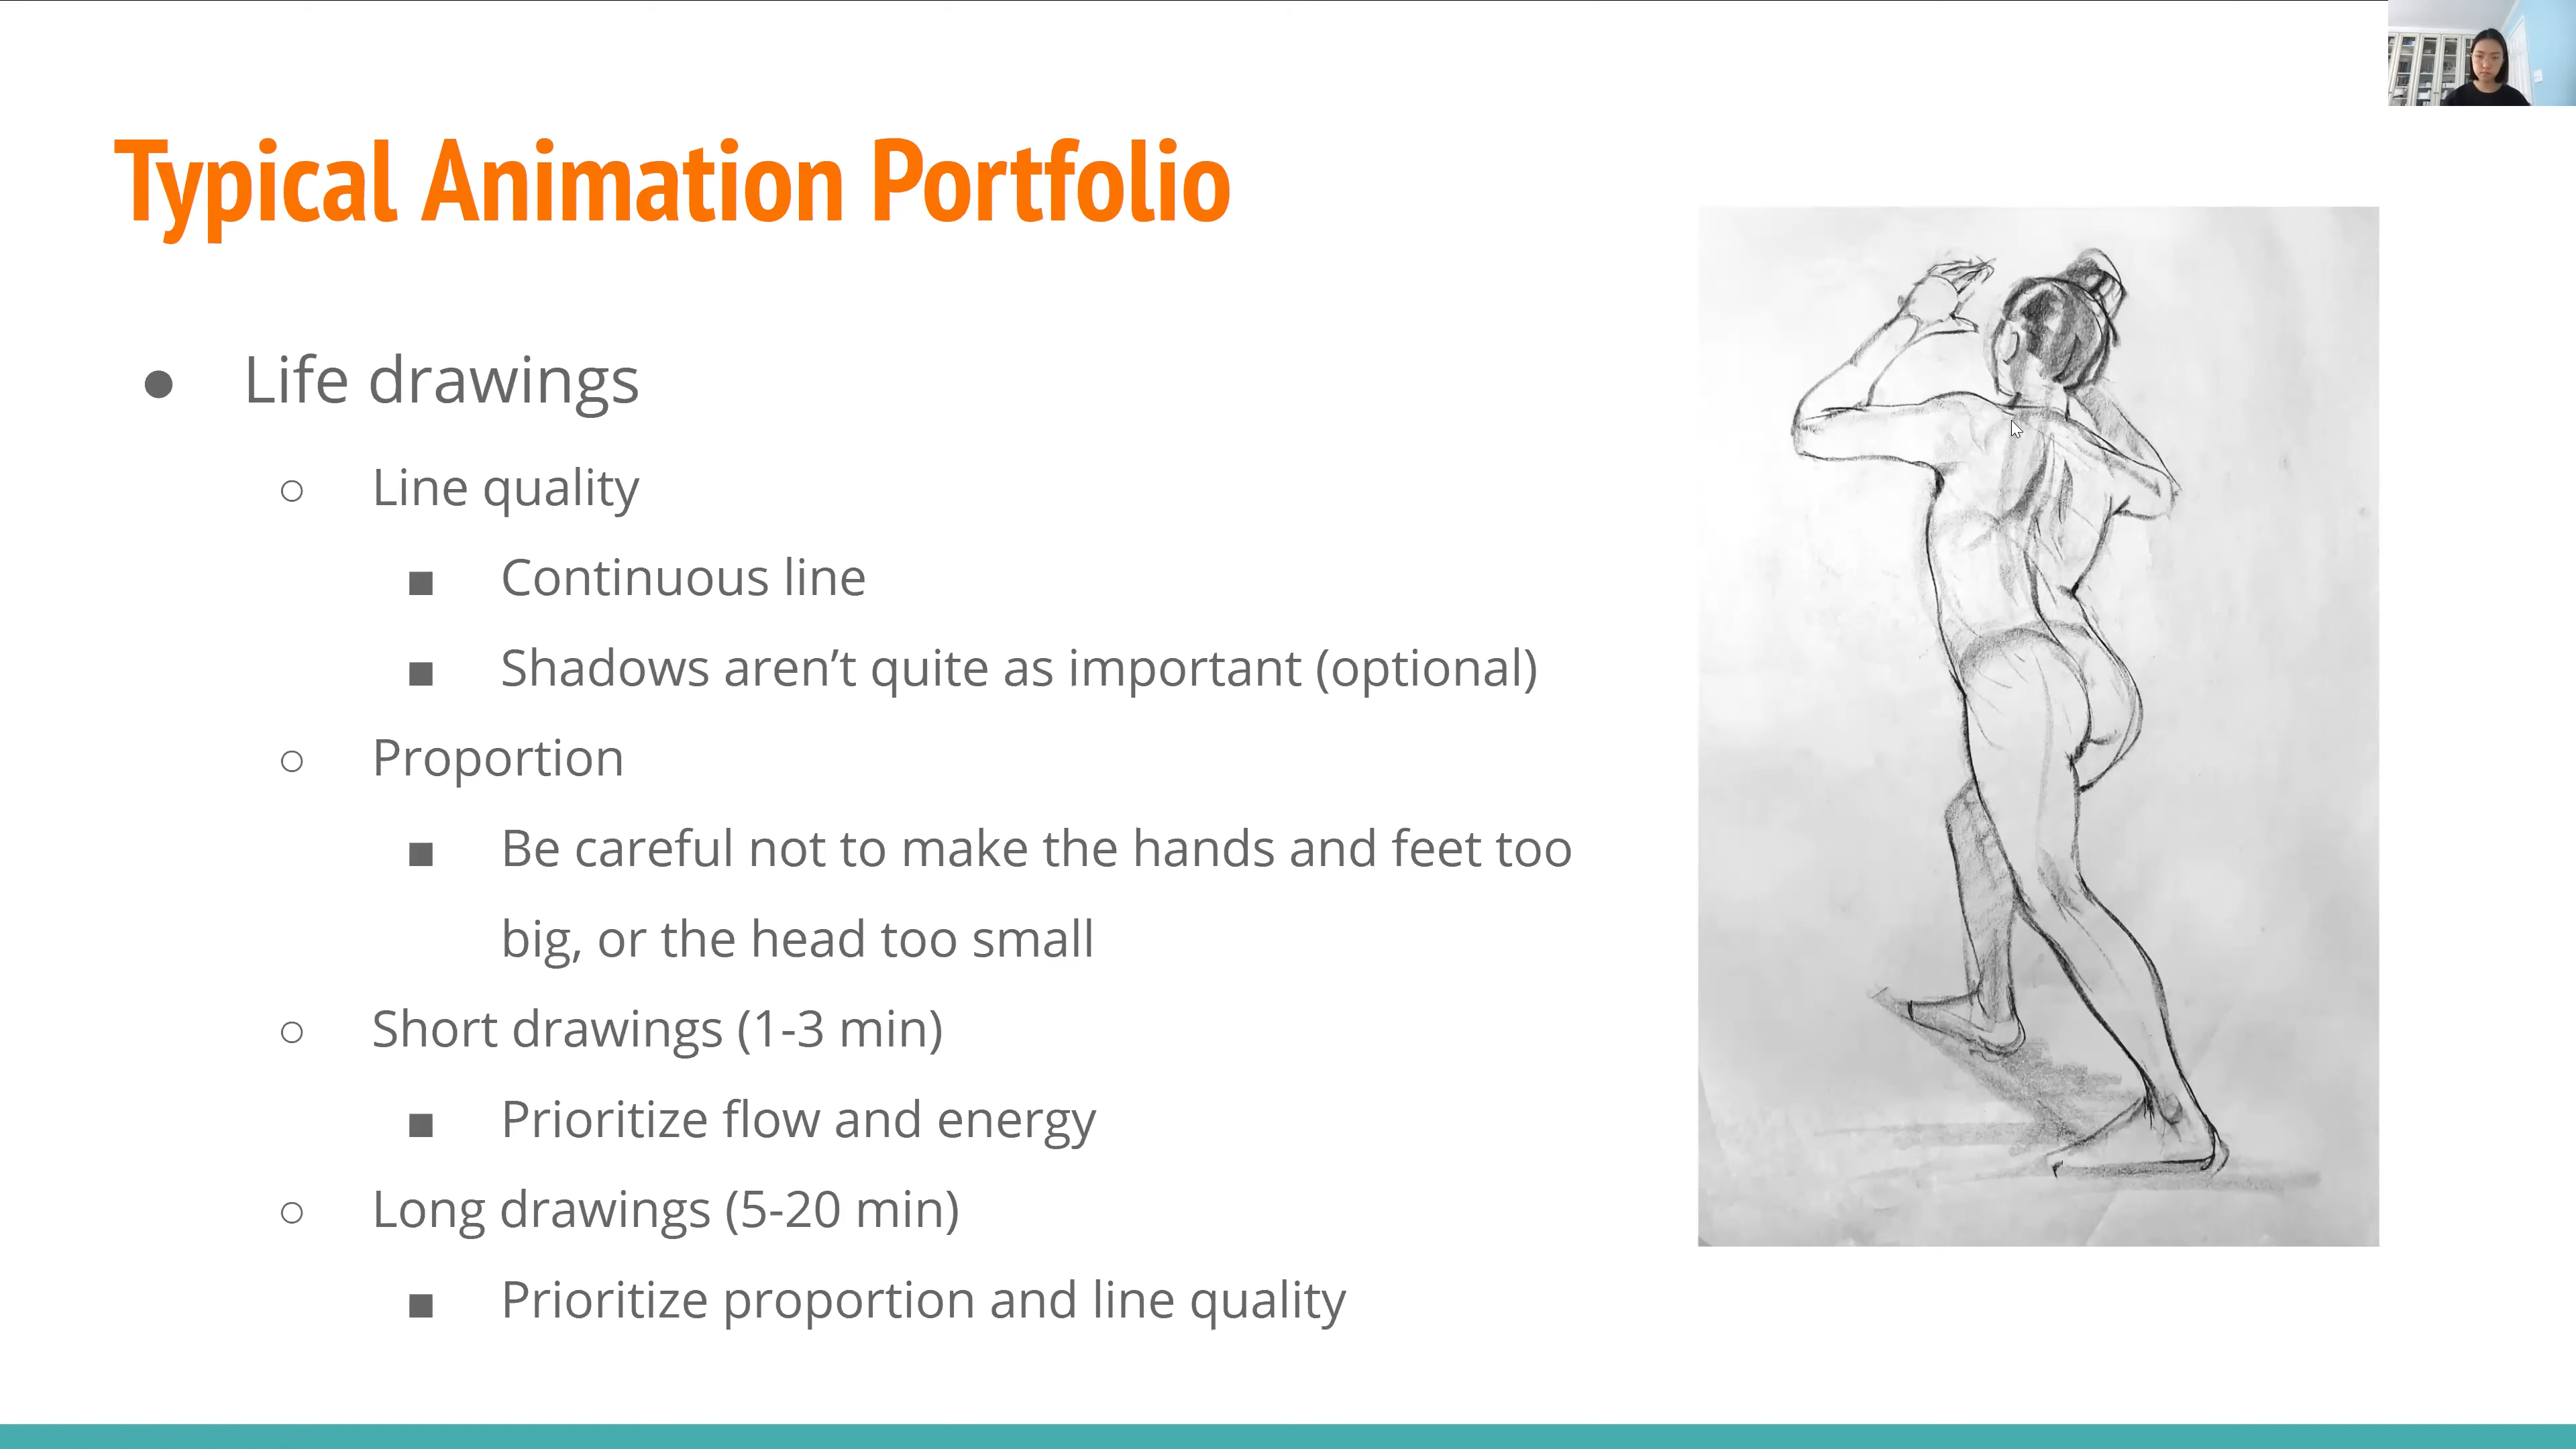 Typical Animation Portfolio
● Life drawings
○ Line quality
■ Continuous line
■ Shadows aren’t quite as important (optional)
○ Proportion
■ Be careful not to make the hands and feet too
big, or the head too small
○ Short drawings (1-3 min)
■ Prioritize flow and energy
○ Long drawings (5-20 min)
■ Prioritize proportion and line quality